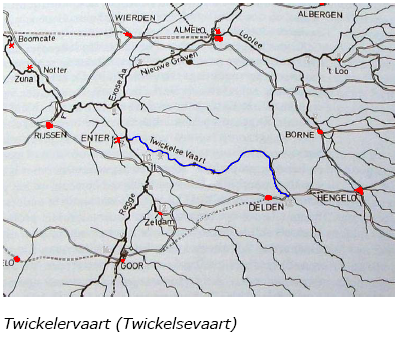 ALBERGEN
WIERDEN
ALMELO
Loolee
Boomcate
Notter
Zuna
Nieuwe Graven
't Loo
Exose Aa
RIJSSEN
ENTER
Twickelse Vaart
BORNE
Regge
Zeldam
DELDEN
HENGELO
GOOR
ELO
Twickelervaart (Twickelsevaart)